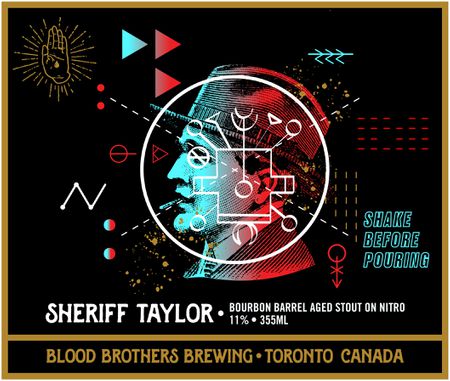 SHAKE
BEFORE
POURING
SHERIFF TAYLOR • BOURBON BARREL AGED STOUT ON NITRO
11% • 355ML
BLOOD BROTHERS BREWING • TORONTO CANADA